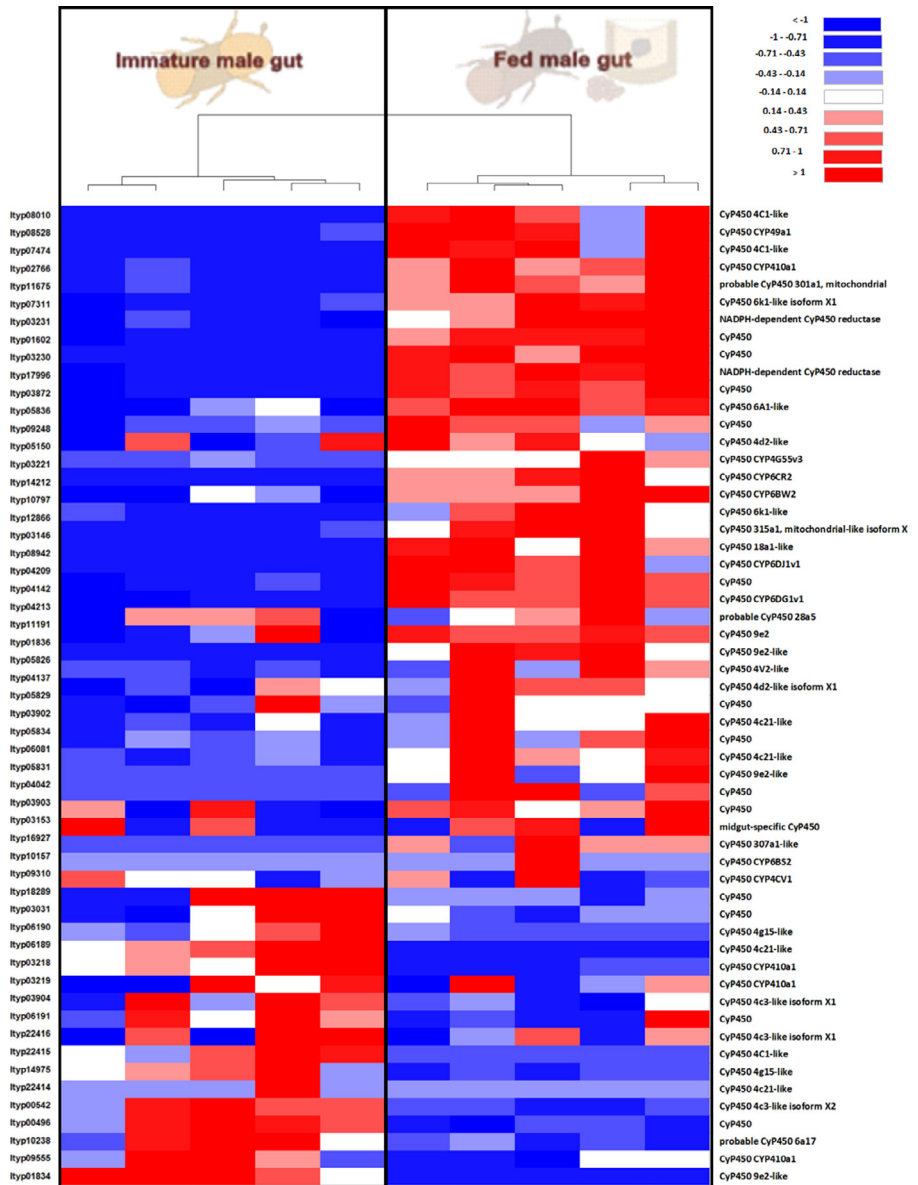 Immature male gut
Fed male gut
< -1
-1 - -0.71
-0.71 - -0.43
-0.43 - -0.14
-0.14 - 0.14
0.14 - 0.43
0.43 - 0.71
0.71 - 1
> 1
Ityp08010
Ityp08528
Ityp07474
Ityp02766
Ityp11675
Ityp07311
Ityp03231
Ityp01602
Ityp03230
Ityp17996
Ityp03872
Ityp05836
Ityp09248
Ityp05150
Ityp03221
Ityp14212
Ityp10797
Ityp12866
Ityp03146
Ityp08942
Ityp04209
Ityp04142
Ityp04213
Ityp11191
Ityp01836
Ityp05826
Ityp04137
Ityp05829
Ityp03902
Ityp05834
Ityp06081
Ityp05831
Ityp04042
Ityp03903
Ityp03153
Ityp16927
Ityp10157
Ityp09310
Ityp18289
Ityp03031
Ityp06190
Ityp06189
Ityp03218
Ityp03219
Ityp03904
Ityp06191
Ityp22416
Ityp22415
Ityp14975
Ityp22414
Ityp00542
Ityp00496
Ityp10238
Ityp09555
Ityp01834
CyP450 4C1-like
CyP450 CYP49a1
CyP450 4C1-like
CyP450 CYP410a1
probable CyP450 301a1, mitochondrial
CyP450 6k1-like isoform X1
NADPH-dependent CyP450 reductase
CyP450
CyP450
NADPH-dependent CyP450 reductase
CyP450
CyP450 6A1-like
CyP450
CyP450 4d2-like
CyP450 CYP4G55v3
CyP450 CYP6CR2
CyP450 CYP6BW2
CyP450 6k1-like
CyP450 315a1, mitochondrial-like isoform X
CyP450 18a1-like
CyP450 CYP6DJ1v1
CyP450
CyP450 CYP6DG1v1
probable CyP450 28a5
CyP450 9e2
CyP450 9e2-like
CyP450 4V2-like
CyP450 4d2-like isoform X1
CyP450
CyP450 4c21-like
CyP450
CyP450 4c21-like
CyP450 9e2-like
CyP450
CyP450
midgut-specific CyP450
CyP450 307a1-like
CyP450 CYP6BS2
CyP450 CYP4CV1
CyP450
CyP450
CyP450 4g15-like
CyP450 4c21-like
CyP450 CYP410a1
CyP450 CYP410a1
CyP450 4c3-like isoform X1
CyP450
CyP450 4c3-like isoform X1
CyP450 4C1-like
CyP450 4g15-like
CyP450 4c21-like
CyP450 4c3-like isoform X2
CyP450
probable CyP450 6a17
CyP450 CYP410a1
CyP450 9e2-like